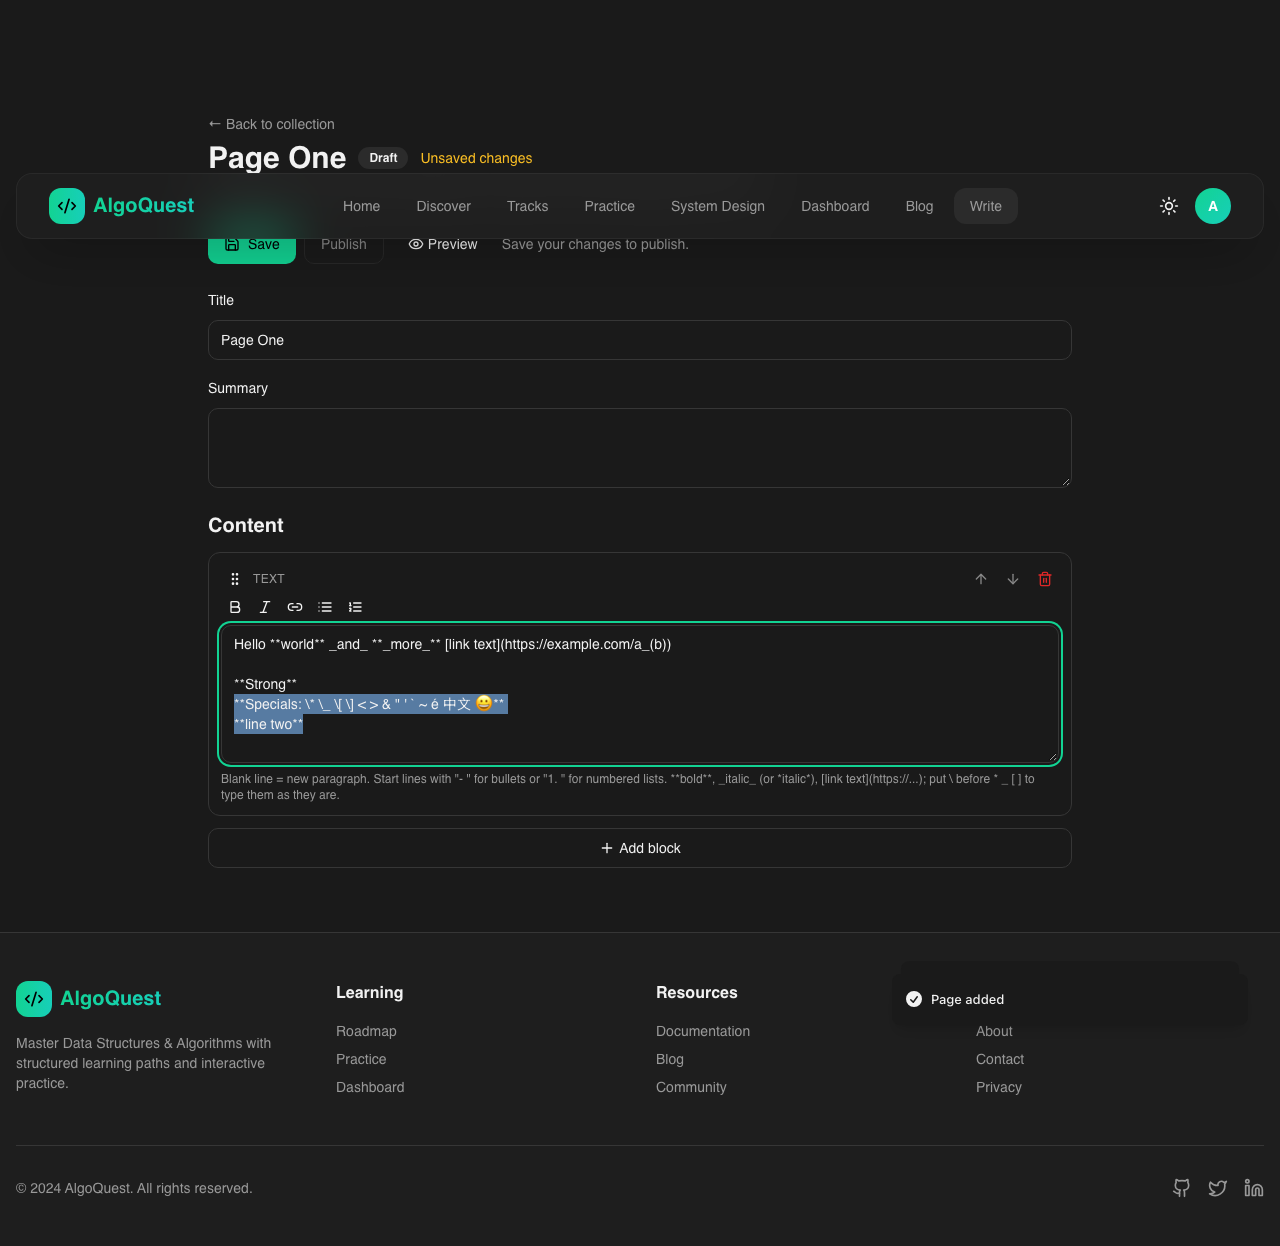 ← Back to collection
Page One Draft Unsaved changes
AlgoQuest Home Discover Tracks Practice System Design Dashboard Blog Write A
Save Publish Preview Save your changes to publish.
Title
Page One
Summary
Content
TEXT
Hello **world** _and_ **_more_** [link text](https://example.com/a_(b))
**Strong**
**Specials: \* \_ \[ \] < > & " ' ` ~ é 中文 😀**
**line two**
Blank line = new paragraph. Start lines with "- " for bullets or "1. " for numbered lists. **bold**, _italic_ (or *italic*), [link text](https://...); put \ before * _ [ ] to
type them as they are.
+ Add block
AlgoQuest
Master Data Structures & Algorithms with
structured learning paths and interactive
practice.
Learning
Roadmap
Practice
Dashboard
Resources
Documentation
Blog
Community
Page added
About
Contact
Privacy
© 2024 AlgoQuest. All rights reserved.